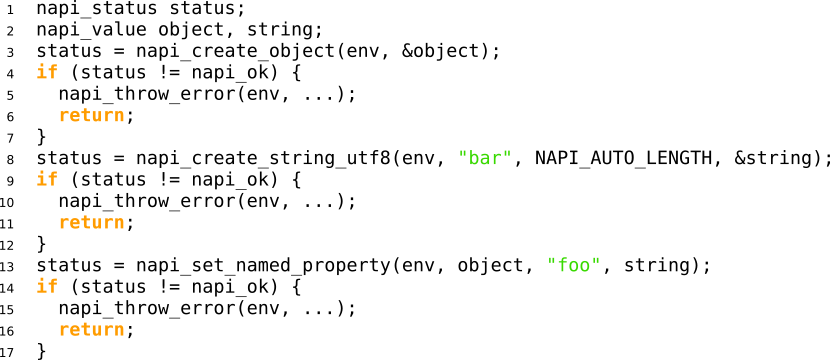 1 napi_status status;
2 napi_value object, string;
3 status = napi_create_object(env, &object);
4 if (status != napi_ok) {
5   napi_throw_error(env, ...);
6   return;
7 }
8 status = napi_create_string_utf8(env, "bar", NAPI_AUTO_LENGTH, &string);
9 if (status != napi_ok) {
10   napi_throw_error(env, ...);
11   return;
12 }
13 status = napi_set_named_property(env, object, "foo", string);
14 if (status != napi_ok) {
15   napi_throw_error(env, ...);
16   return;
17 }